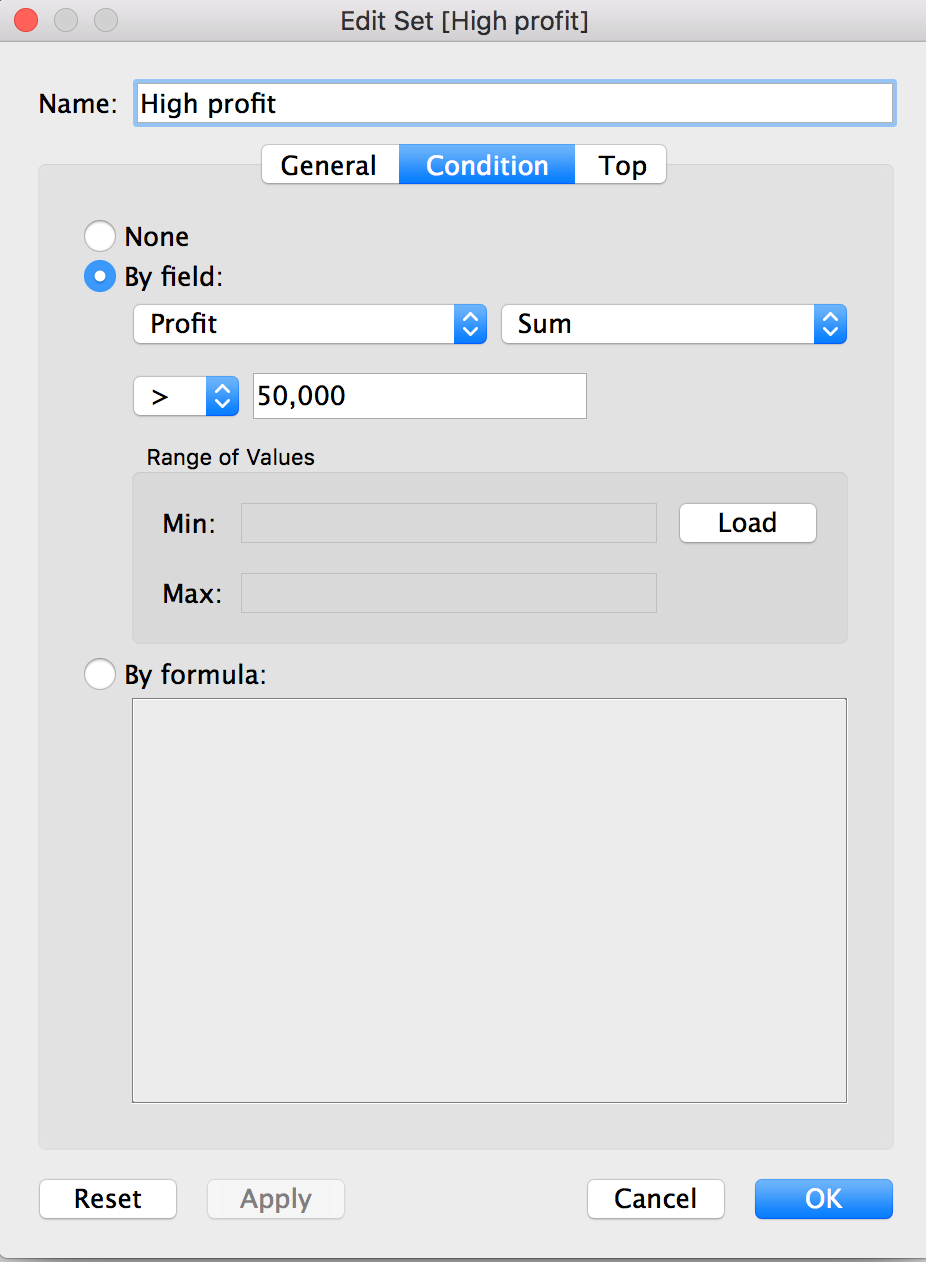 Edit Set [High profit]
Name: High profit
General Condition Top
None
By field:
Profit Sum
> 50,000
Range of Values
Min: Load
Max:
By formula:
Reset Apply Cancel OK